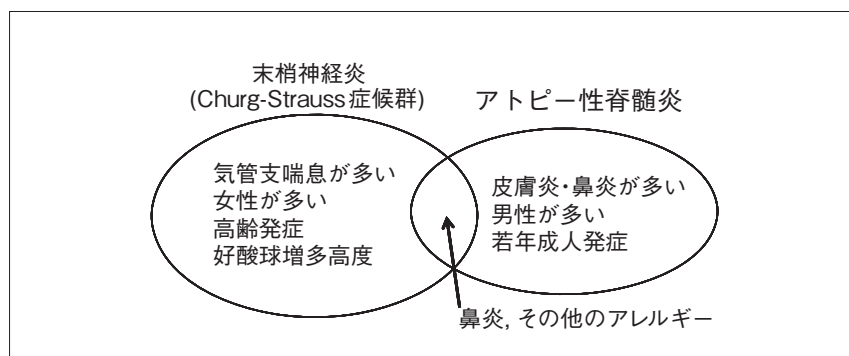 末梢神経炎
(Churg-Strauss症候群)
アトピー性脊髄炎
気管支喘息が多い
女性が多い
高齢発症
好酸球増多高度
皮膚炎・鼻炎が多い
男性が多い
若年成人発症
鼻炎, その他のアレルギー